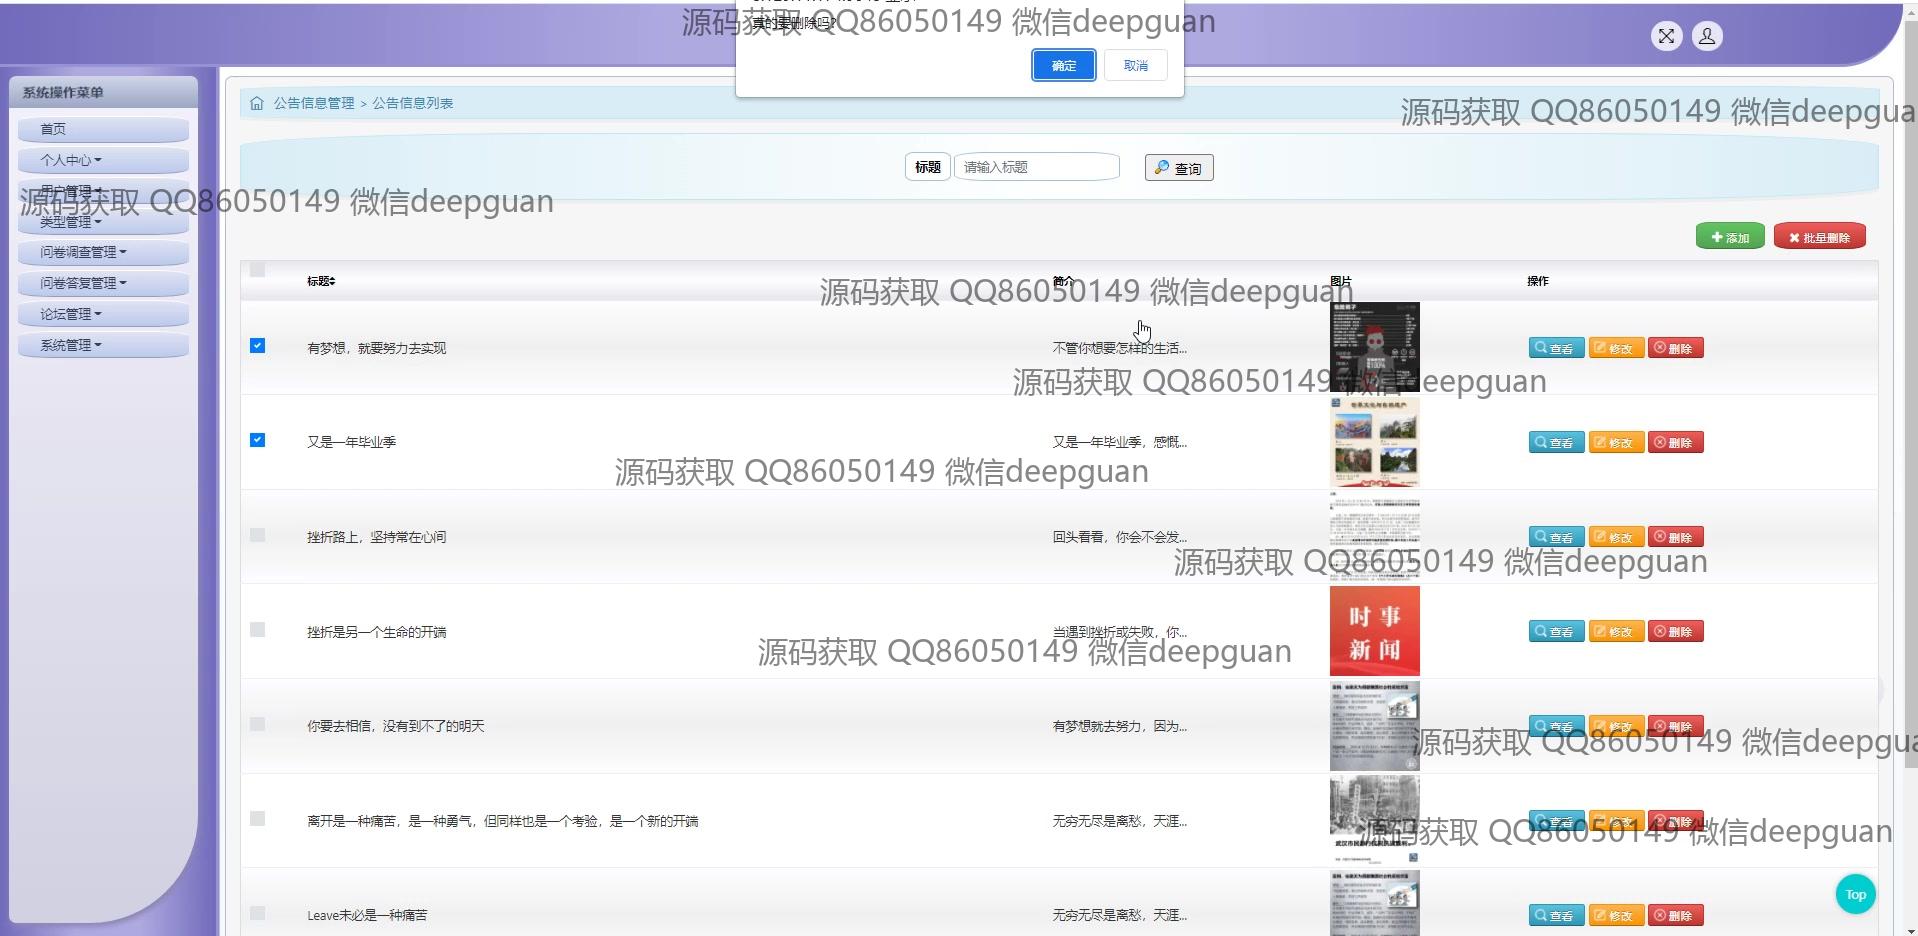 真的要删除吗?
确定
取消
源码获取 QQ86050149 微信deepguan
系统操作菜单
首页
个人中心
用户管理
类型管理
问卷调查管理
问卷答复管理
论坛管理
系统管理
源码获取 QQ86050149 微信deepguan
公告信息管理 > 公告信息列表
源码获取 QQ86050149 微信deepgua
标题
请输入标题
查询
添加
批量删除
标题
简介
图片
操作
源码获取 QQ86050149 微信deepguan
有梦想，就要努力去实现
不管你想要怎样的生活...
查看
修改
删除
源码获取 QQ86050149 微信deepguan
又是一年毕业季
又是一年毕业季，感慨...
查看
修改
删除
源码获取 QQ86050149 微信deepguan
挫折路上，坚持常在心间
回头看看，你会不会发...
查看
修改
删除
源码获取 QQ86050149 微信deepguan
挫折是另一个生命的开端
当遇到挫折或失败，你...
时事
新闻
查看
修改
删除
源码获取 QQ86050149 微信deepguan
你要去相信，没有到不了的明天
有梦想就去努力，因为...
查看
修改
删除
源码获取 QQ86050149 微信deepgua
离开是一种痛苦，是一种勇气，但同样也是一个考验，是一个新的开端
无穷无尽是离愁，天涯...
查看
修改
删除
源码获取 QQ86050149 微信deepguan
Leave未必是一种痛苦
无穷无尽是离愁，天涯...
查看
修改
删除
Top